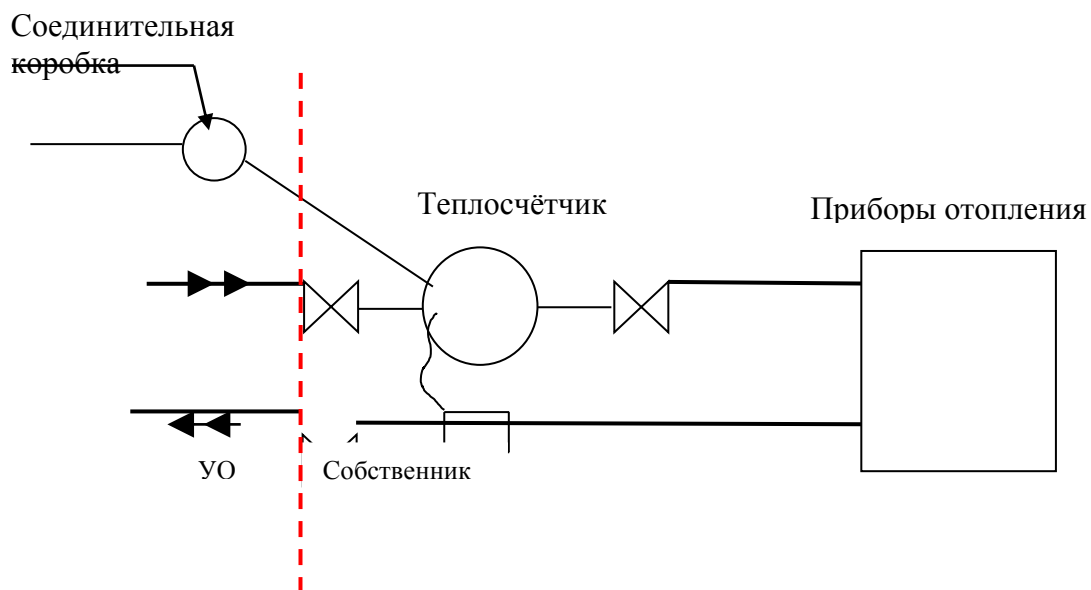 Соединительная
коробка
Теплосчётчик
Приборы отопления
УО
Собственник